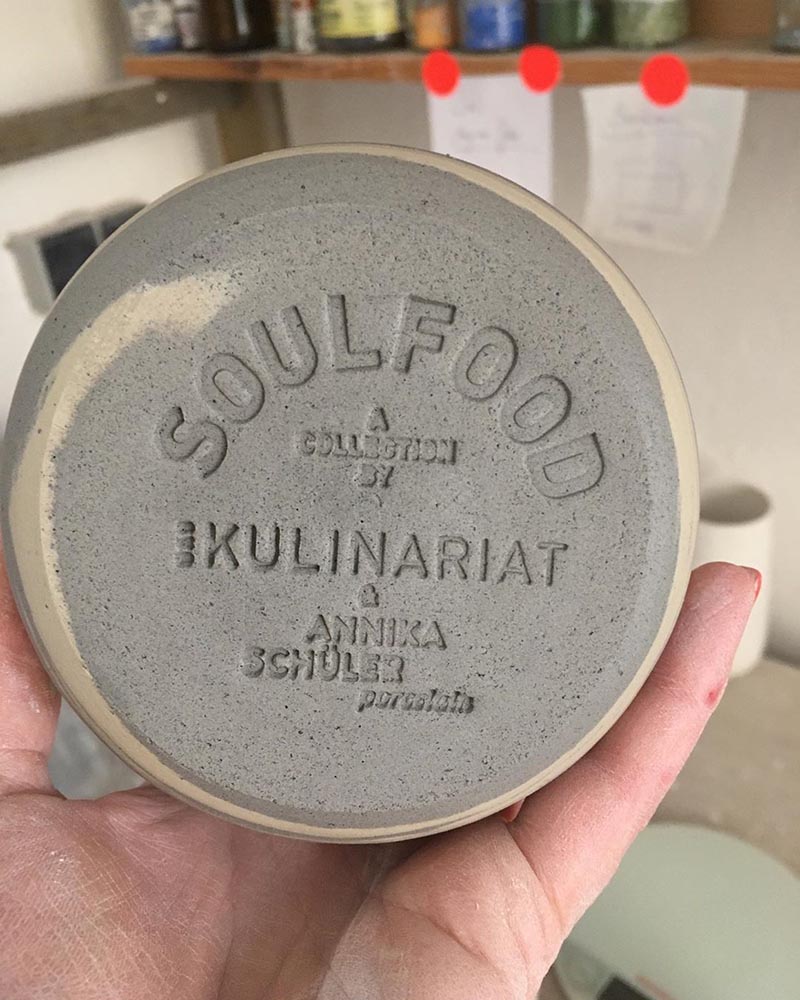 SOULFOOD
A
COLLECTION
BY
KULINARIAT
&
ANNIKA
SCHÜLER
porcelain